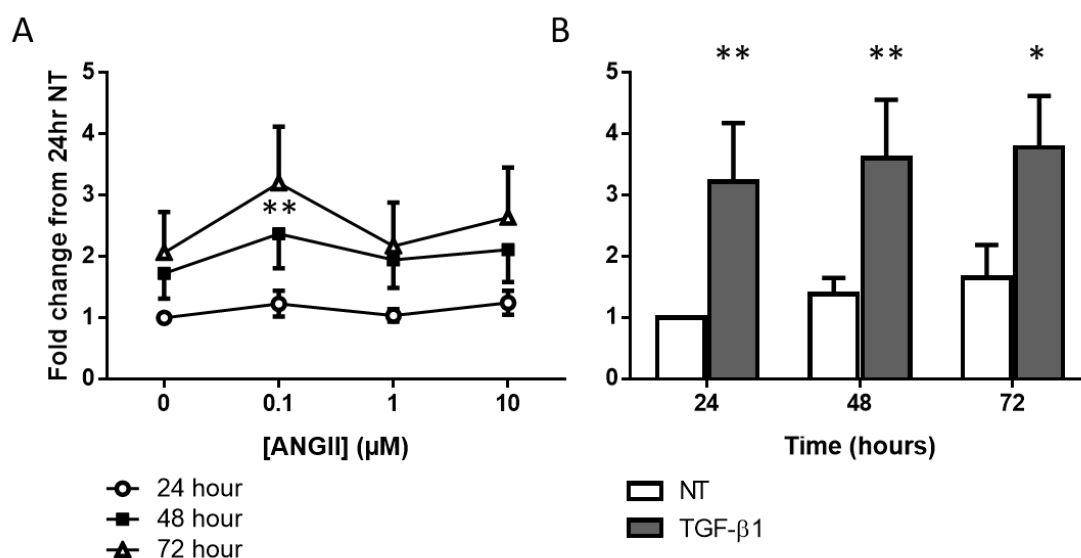 A
Fold change from 24hr NT
5
4
3
2
1
0
**
0 0.1 1 10
[ANGII] (µM)
24 hour
48 hour
72 hour
B
** ** *
5
4
3
2
1
0
24 48 72
Time (hours)
NT
TGF-β1